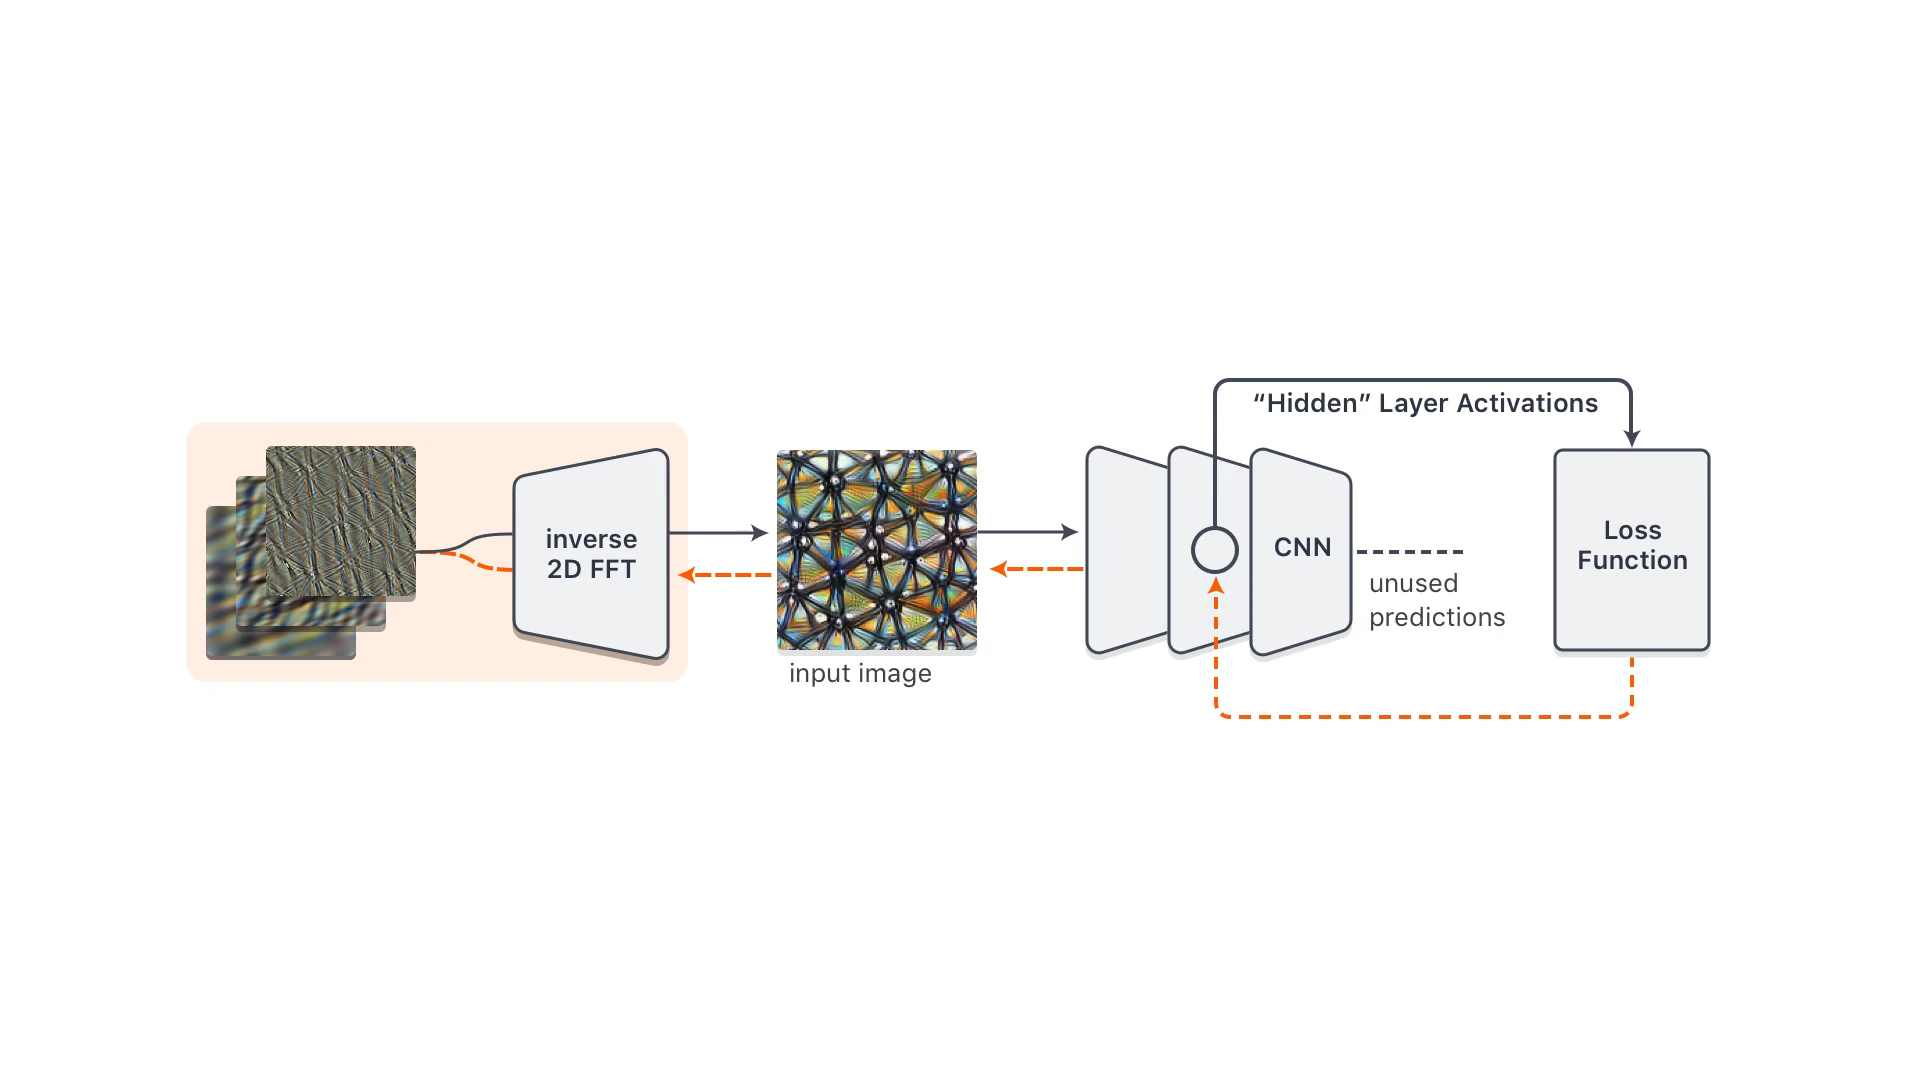 inverse
2D FFT
input image
“Hidden” Layer Activations
CNN
unused
predictions
Loss
Function